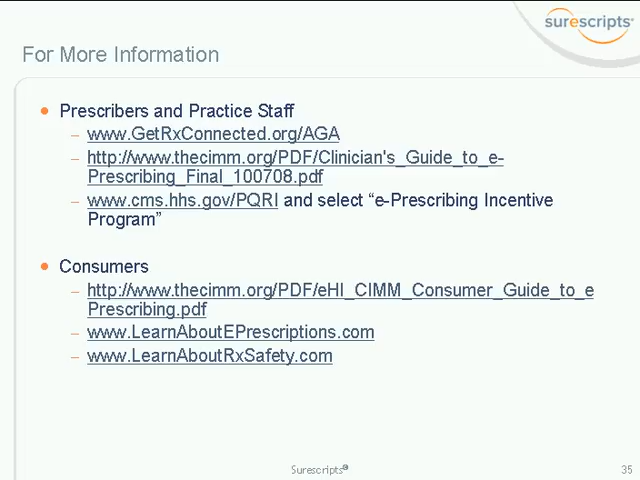 surescripts
For More Information
Prescribers and Practice Staff
– www.GetRxConnected.org/AGA
– http://www.thecimm.org/PDF/Clinician's_Guide_to_e-
Prescribing_Final_100708.pdf
– www.cms.hhs.gov/PQRI and select “e-Prescribing Incentive
Program”
Consumers
– http://www.thecimm.org/PDF/eHI_CIMM_Consumer_Guide_to_e
Prescribing.pdf
– www.LearnAboutEPrescriptions.com
– www.LearnAboutRxSafety.com
Surescripts®
35